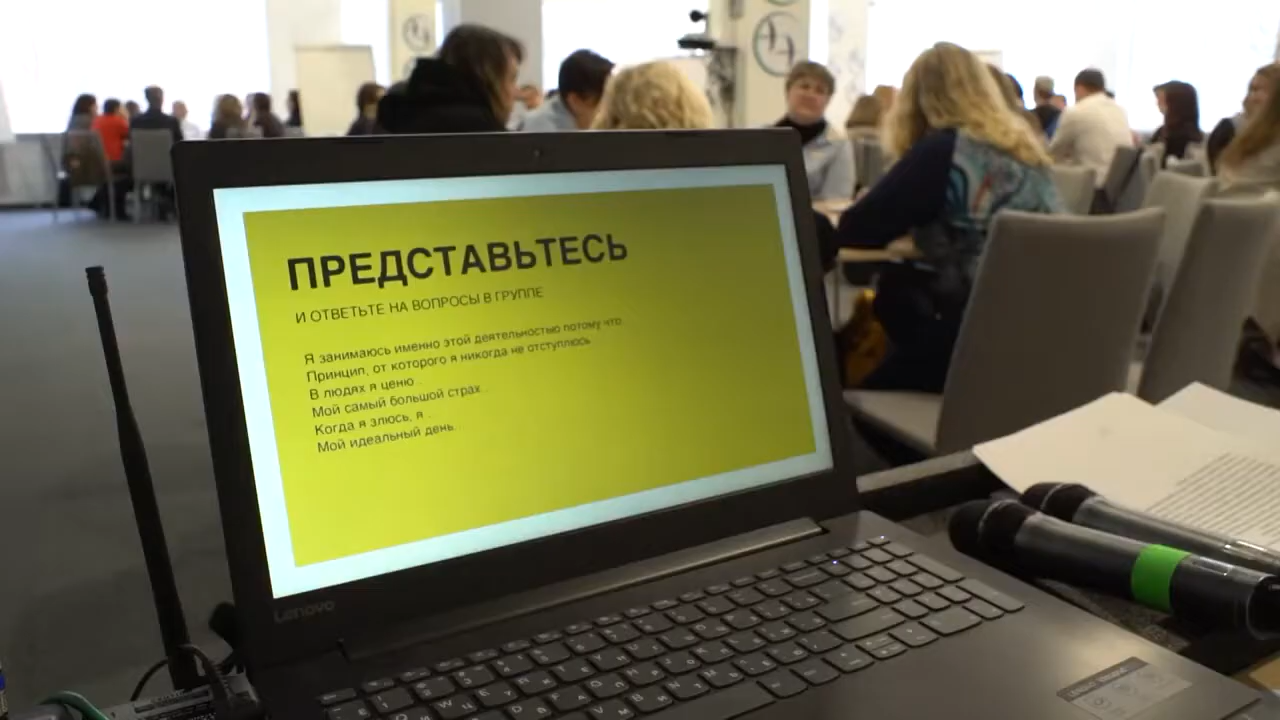 ПРЕДСТАВЬТЕСЬ
И ОТВЕТЬТЕ НА ВОПРОСЫ В ГРУППЕ
Я занимаюсь именно этой деятельностью потому что
Принцип, от которого я никогда не отступлюсь
В людях я ценю...
Мой самый большой страх...
Когда я злюсь, я...
Мой идеальный день...
Lenovo